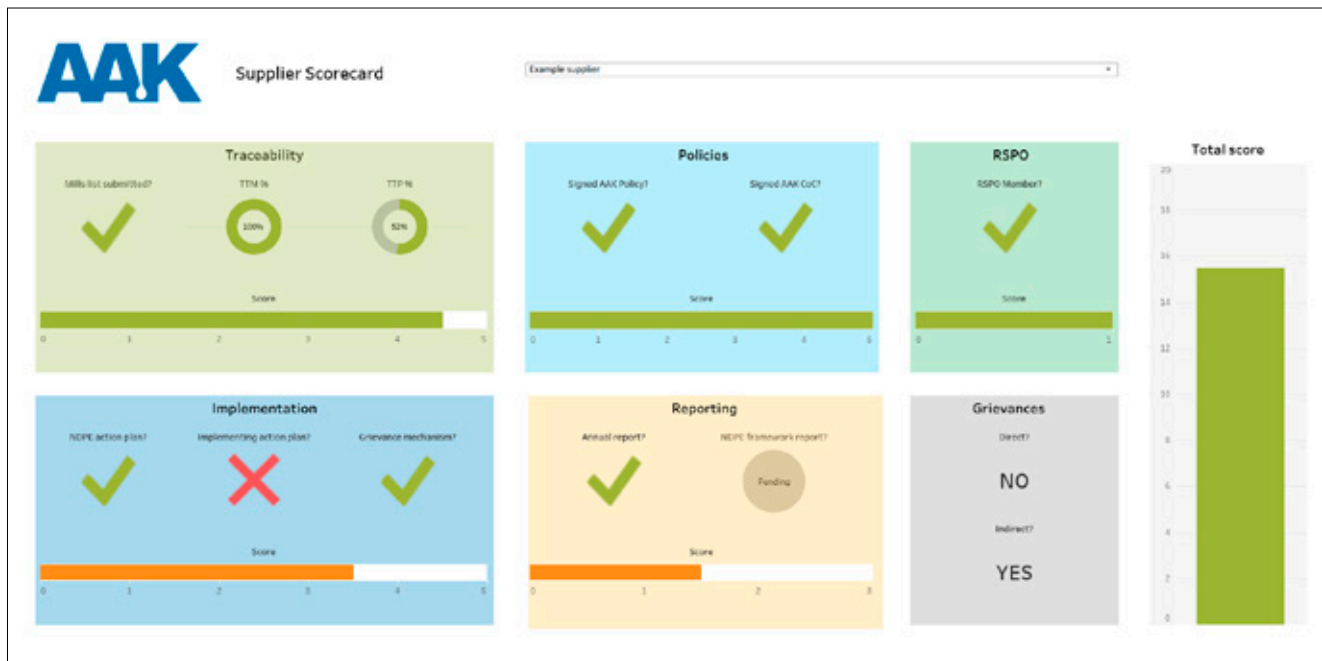 AAK
Supplier Scorecard
Example supplier
Traceability
Mills list submitted?
TTM %
TTP %
100%
52%
Score
0 1 2 3 4 5
Policies
Signed AAK Policy?
Signed AAK CoC?
Score
0 1 2 3 4 5
RSPO
RSPO Member?
Score
0 1
Total score
20
18
16
14
12
10
8
6
4
2
0
Implementation
NDPE action plan?
Implementing action plan?
Grievance mechanism?
Score
0 1 2 3 4 5
Reporting
Annual report?
NDPE framework report?
Pending
Score
0 1 2 3
Grievances
Direct?
NO
Indirect?
YES